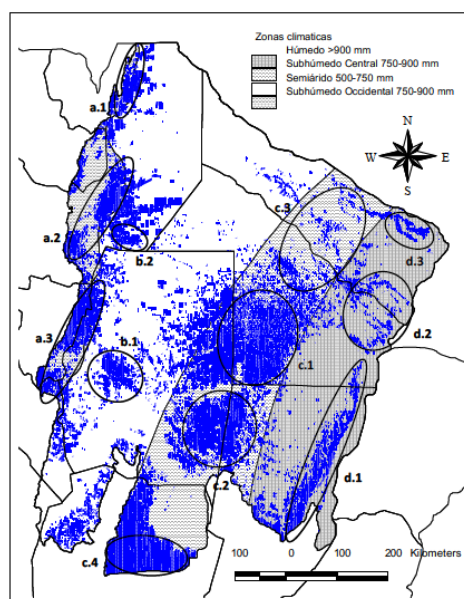 Zonas climaticas
Húmedo >900 mm
Subhúmedo Central 750-900 mm
Semiárido 500-750 mm
Subhúmedo Occidental 750-900 mm
N
W E
S
a.1
c.3
d.3
a.2
b.2
d.2
a.3
b.1
c.1
d.1
c.2
c.4
100 0 100 200 Kilometers